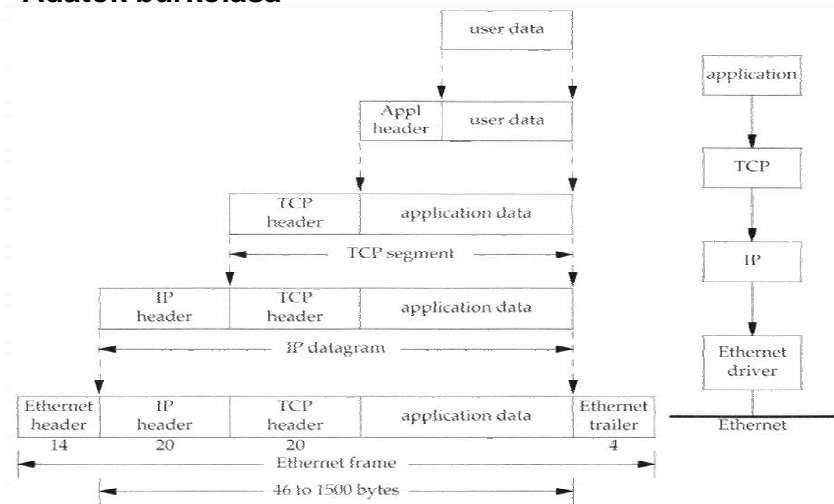 Adatok burkolása
user data
Appl
header
user data
TCP
header
application data
TCP segment
IP
header
TCP
header
application data
IP datagram
Ethernet
header
IP
header
TCP
header
application data
Ethernet
trailer
14
20
20
4
Ethernet frame
46 to 1500 bytes
application
TCP
IP
Ethernet
driver
Ethernet